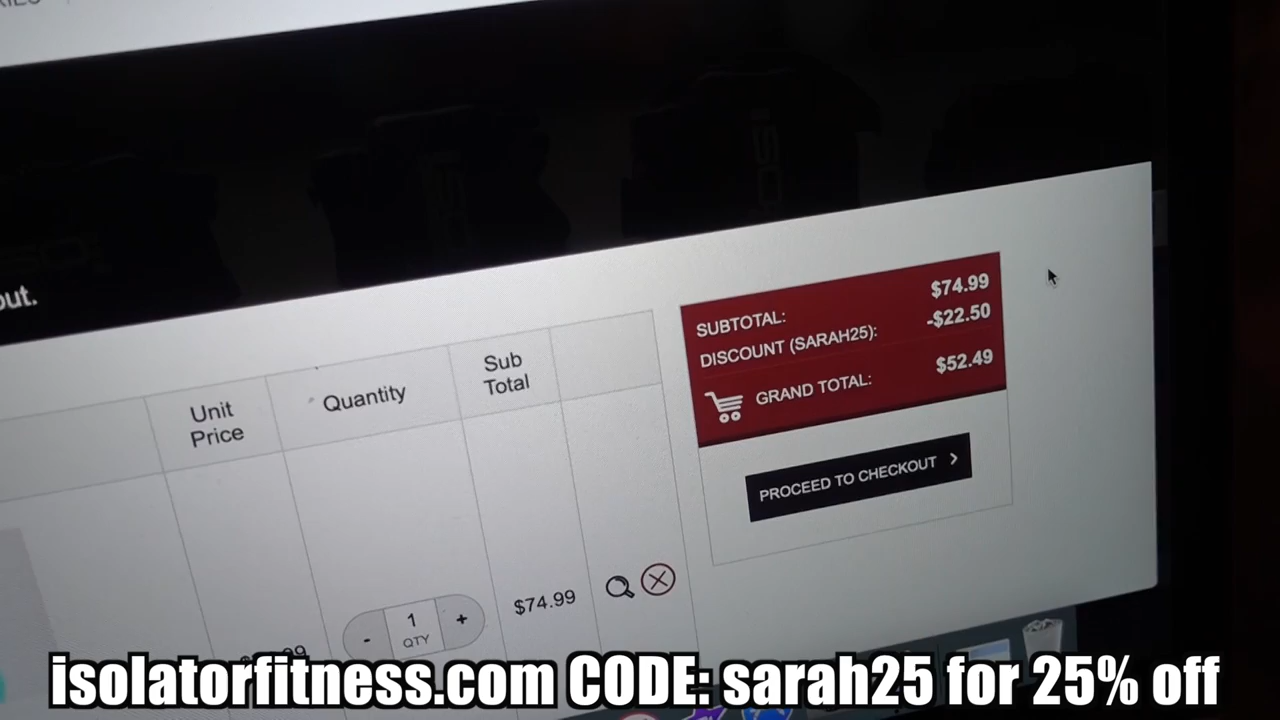 out.
Unit
Price
Quantity
Sub
Total
1
QTY
$74.99
SUBTOTAL: $74.99
DISCOUNT (SARAH25): -$22.50
GRAND TOTAL: $52.49
PROCEED TO CHECKOUT
isolatorfitness.com CODE: sarah25 for 25% off